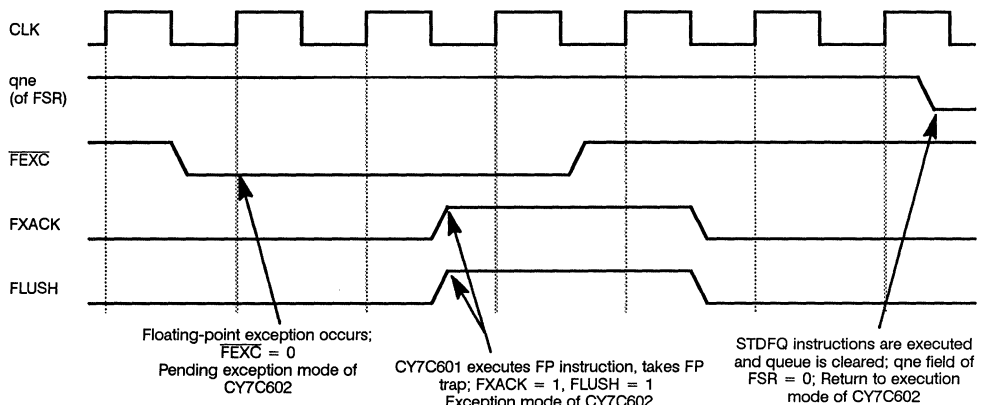 CLK
qne
(of FSR)
FEXC
FXACK
FLUSH
Floating-point exception occurs;
FEXC = 0
Pending exception mode of
CY7C602
CY7C601 executes FP instruction, takes FP
trap; FXACK = 1, FLUSH = 1
Exception mode of CY7C602
STDFQ instructions are executed
and queue is cleared; qne field of
FSR = 0; Return to execution
mode of CY7C602